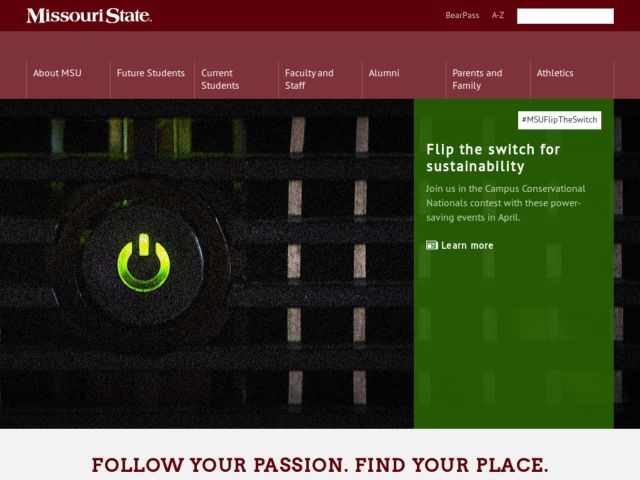 Missouri State.
BearPass
A-Z
About MSU
Future Students
Current
Students
Faculty and
Staff
Alumni
Parents and
Family
Athletics
#MSUFlipTheSwitch
Flip the switch for
sustainability
Join us in the Campus Conservational
Nationals contest with these power-
saving events in April.
Learn more
FOLLOW YOUR PASSION. FIND YOUR PLACE.